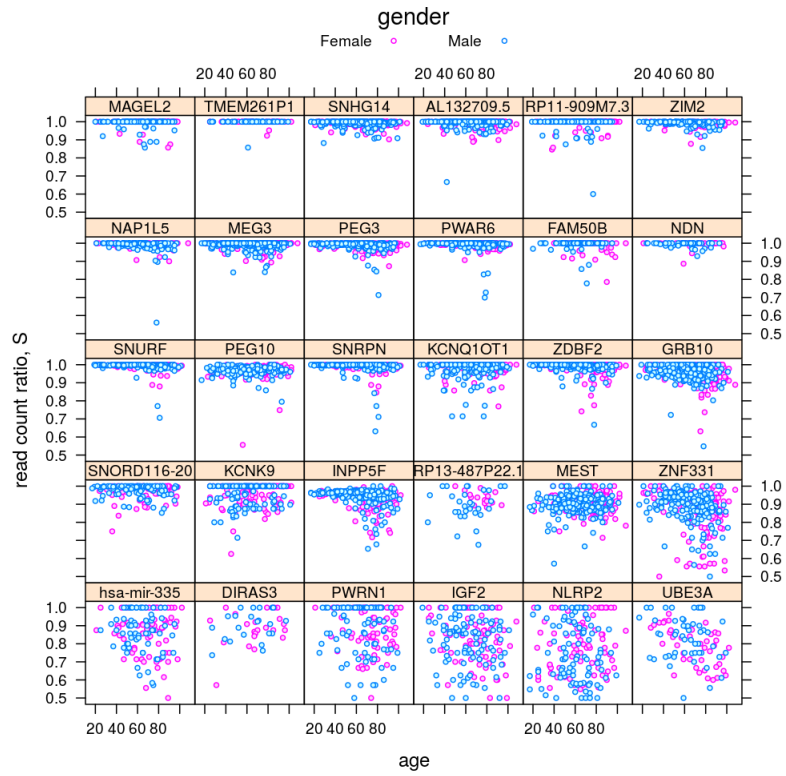 gender
Female Male
20 40 60 80 20 40 60 80 20 40 60 80
MAGEL2 TMEM261P1 SNHG14 AL132709.5 RP11-909M7.3 ZIM2
1.0
0.9
0.8
0.7
0.6
0.5
NAP1L5 MEG3 PEG3 PWAR6 FAM50B NDN
1.0
0.9
0.8
0.7
0.6
0.5
SNURF PEG10 SNRPN KCNQ1OT1 ZDBF2 GRB10
1.0
0.9
0.8
0.7
0.6
0.5
SNORD116-20 KCNK9 INPP5F RP13-487P22.1 MEST ZNF331
1.0
0.9
0.8
0.7
0.6
0.5
hsa-mir-335 DIRAS3 PWRN1 IGF2 NLRP2 UBE3A
1.0
0.9
0.8
0.7
0.6
0.5
20 40 60 80 20 40 60 80 20 40 60 80
read count ratio, S
age